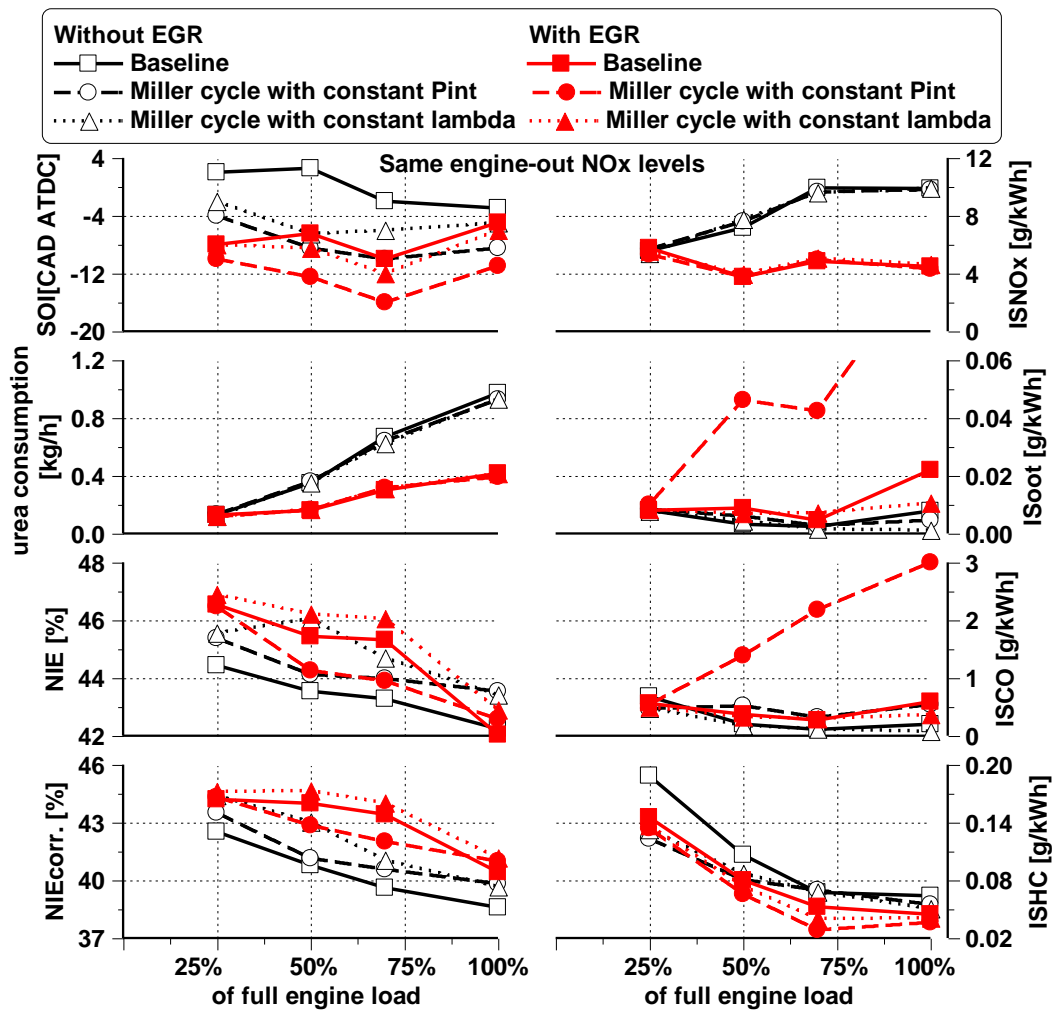 Without EGR
With EGR
Baseline
Baseline
Miller cycle with constant Pint
Miller cycle with constant Pint
Miller cycle with constant lambda
Miller cycle with constant lambda
Same engine-out NOx levels
SOI[CAD ATDC]
4
-4
-12
-20
12
8
4
0
ISNOx [g/kWh]
urea consumption
[kg/h]
1.2
0.8
0.4
0.0
0.06
0.04
0.02
0.00
ISoot [g/kWh]
NIE [%]
48
46
44
42
3
2
1
0
ISCO [g/kWh]
NIEcorr. [%]
46
43
40
37
0.20
0.14
0.08
0.02
ISHC [g/kWh]
25% 50% 75% 100%
25% 50% 75% 100%
of full engine load
of full engine load